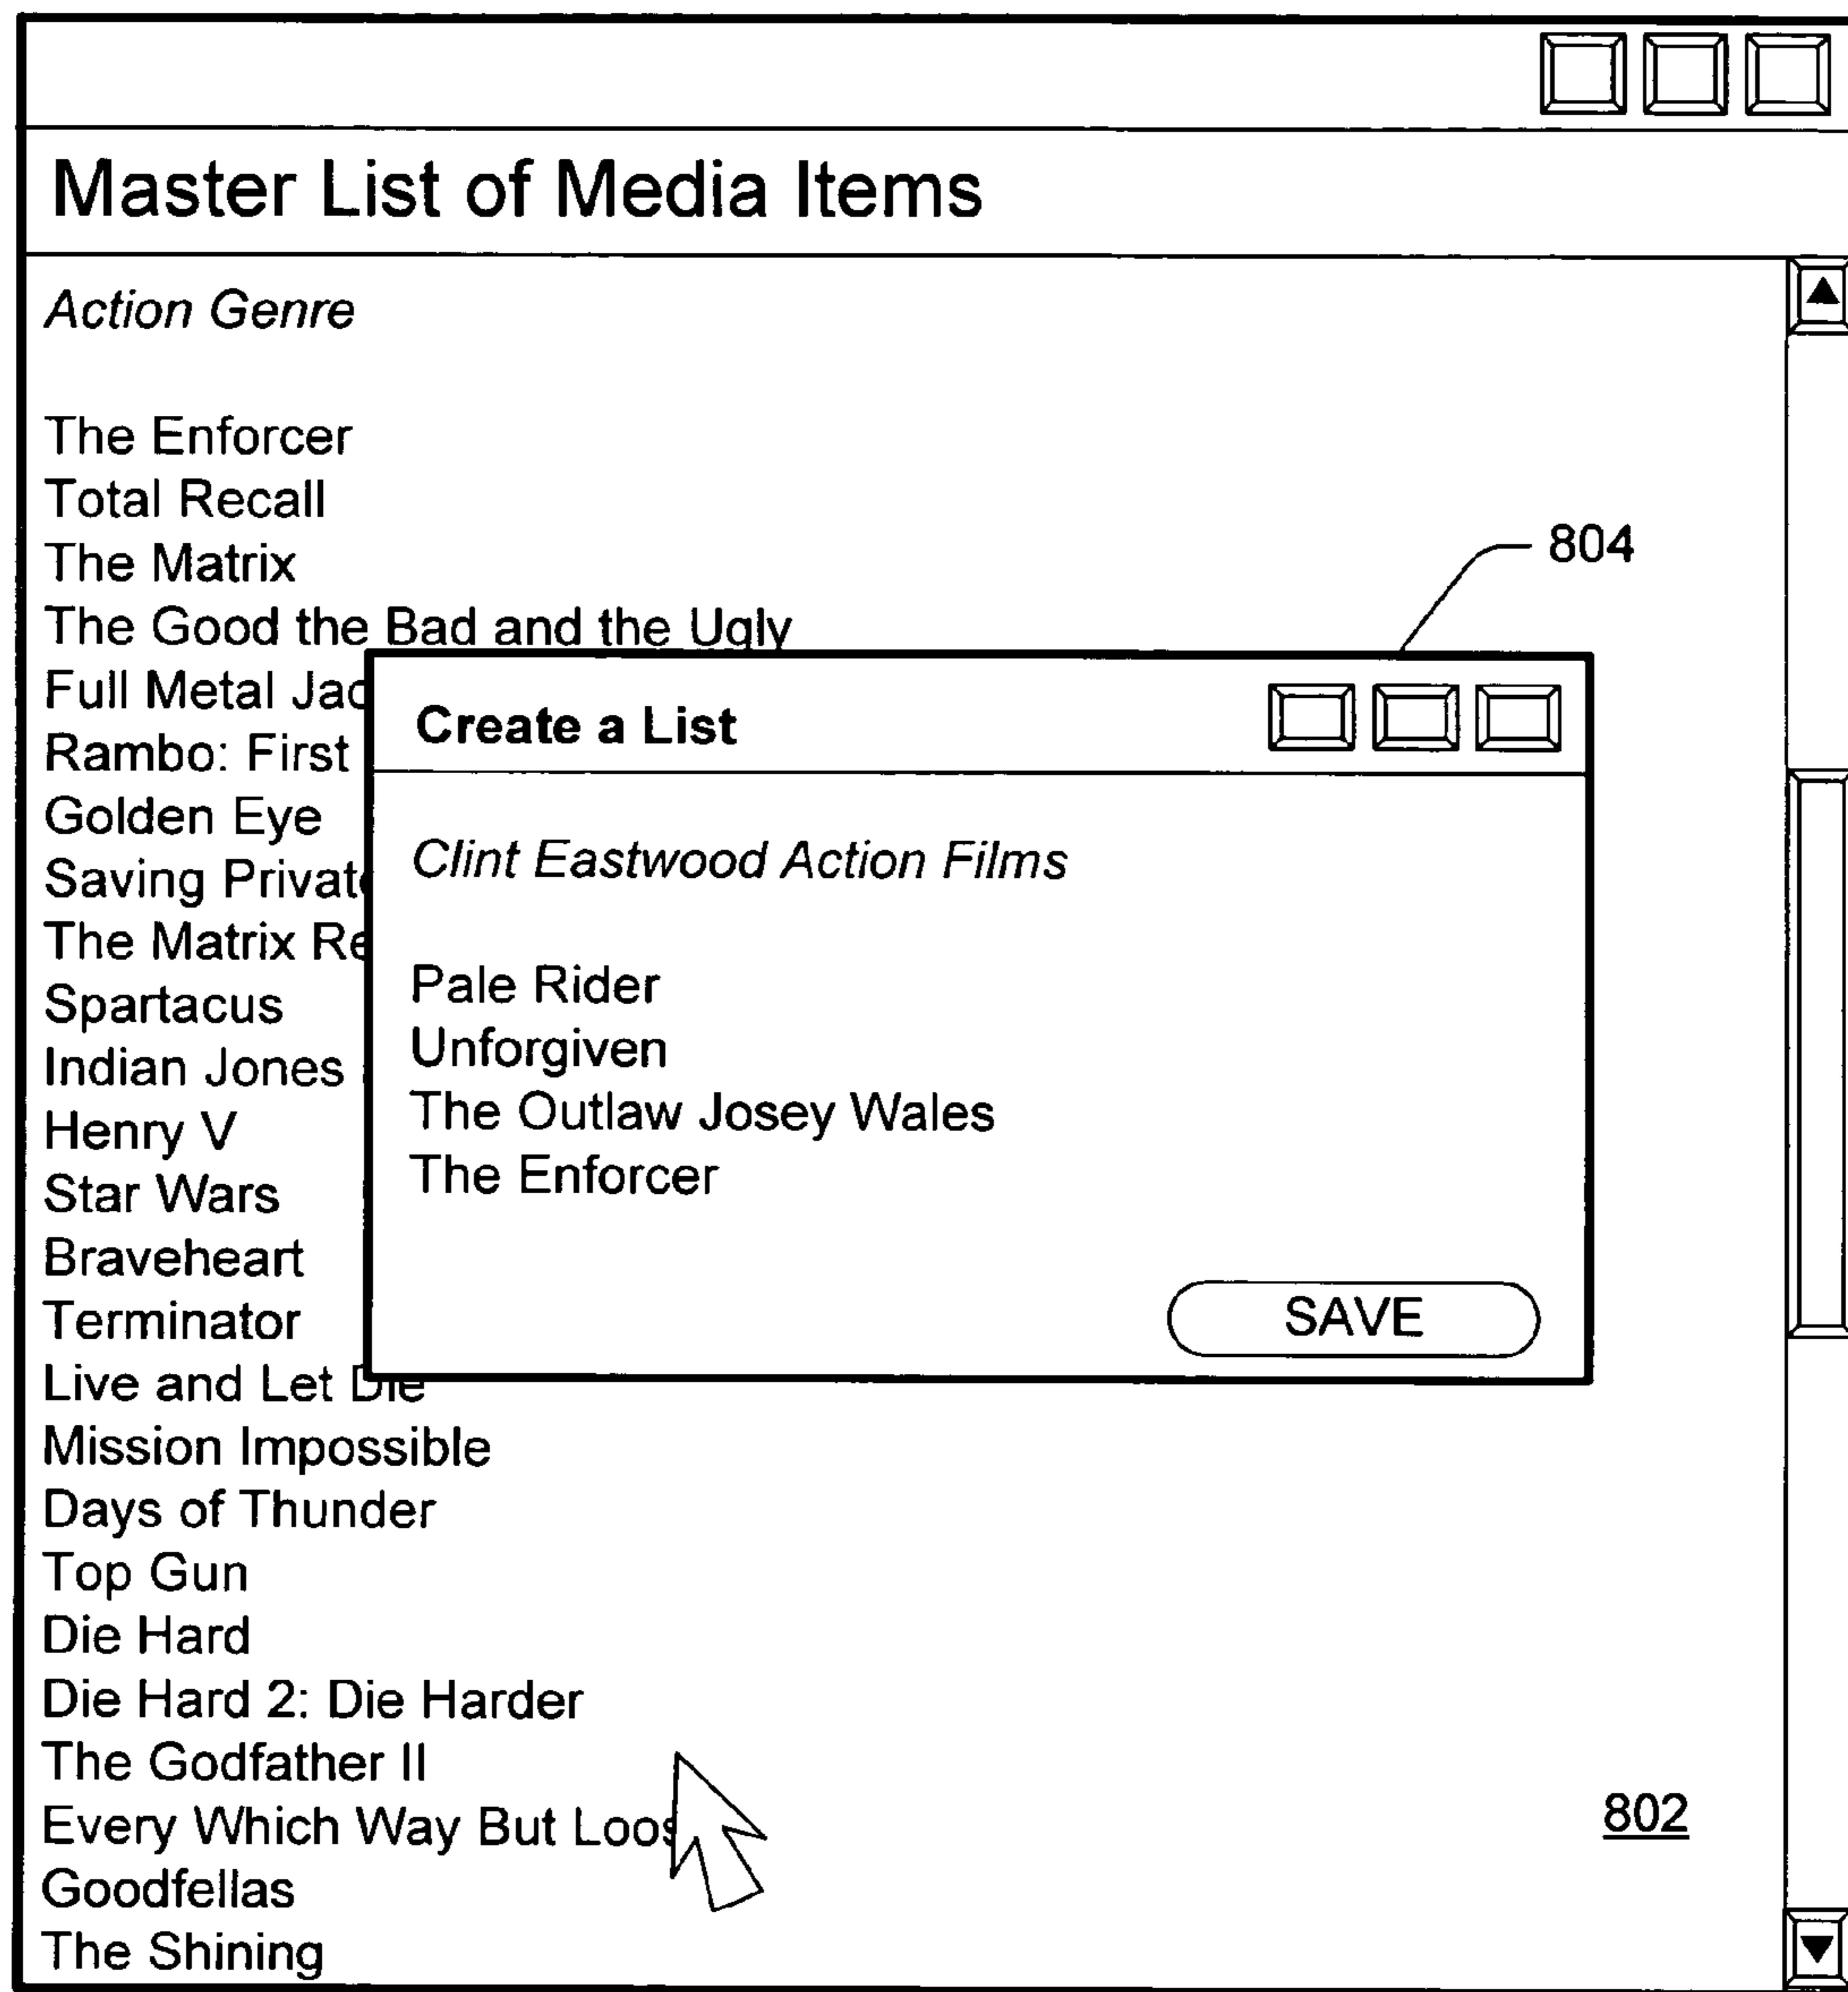 Master List of Media Items
Action Genre
The Enforcer
Total Recall
The Matrix
The Good the Bad and the Ugly
Full Metal
Rambo: First
Golden Eye
Saving
The Matrix
Spartacus
Indian Jones
Henry V
Star Wars
Braveheart
Terminator
Live and Let Die
Mission Impossible
Days of Thunder
Top Gun
Die Hard
Die Hard 2: Die Harder
The Godfather II
Every Which Way But
Goodfellas
The Shining
804
Create a List
Clint Eastwood Action Films
Pale Rider
Unforgiven
The Outlaw Josey Wales
The Enforcer
SAVE
802